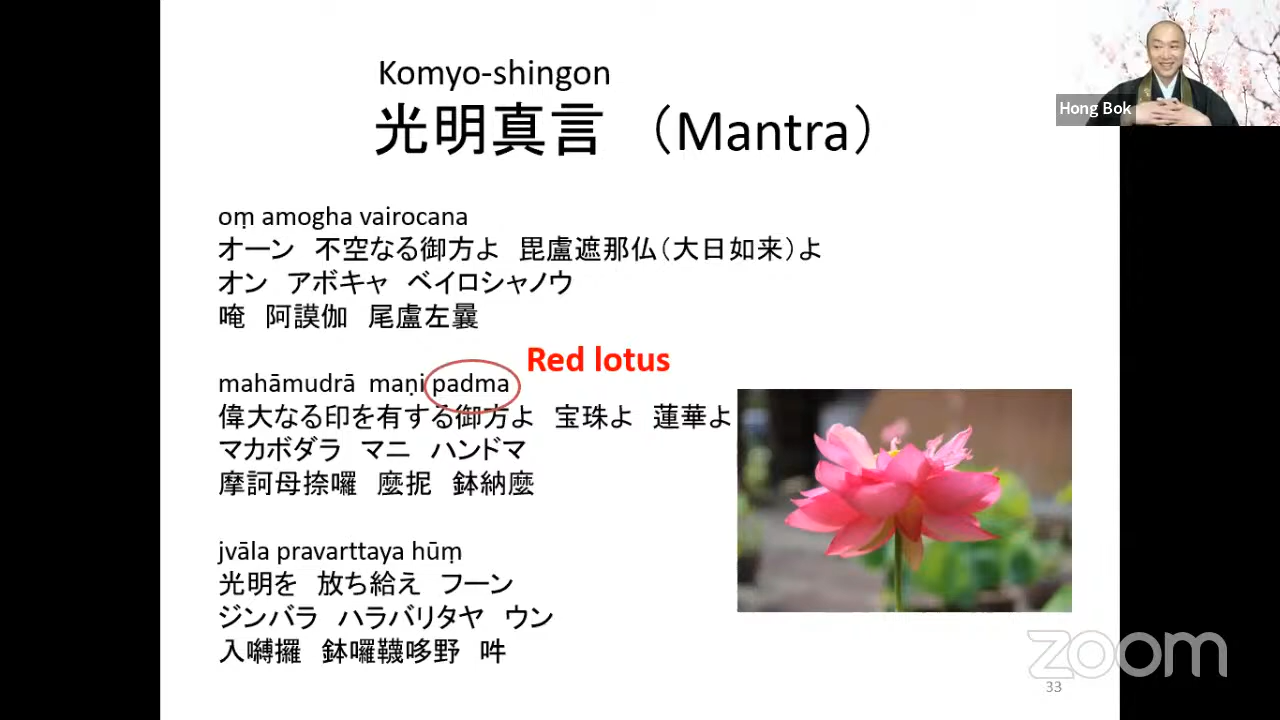 Komyo-shingon
光明真言 （Mantra）
Hong Bok
oṃ amogha vairocana
オーン 不空なる御方よ 毘盧遮那仏（大日如来）よ
オン アボキャ ベイロシャノウ
唵 阿謨伽 尾盧左曩
Red lotus
mahāmudrā maṇi padma
偉大なる印を有する御方よ 宝珠よ 蓮華よ
マカボダラ マニ ハンドマ
摩訶母捺囉 麽抳 鉢納麽
jvāla pravarttaya hūṃ
光明を 放ち給え フーン
ジンバラ ハラバリタヤ ウン
入嚩攞 鉢囉韈哆野 吽
zoom
33